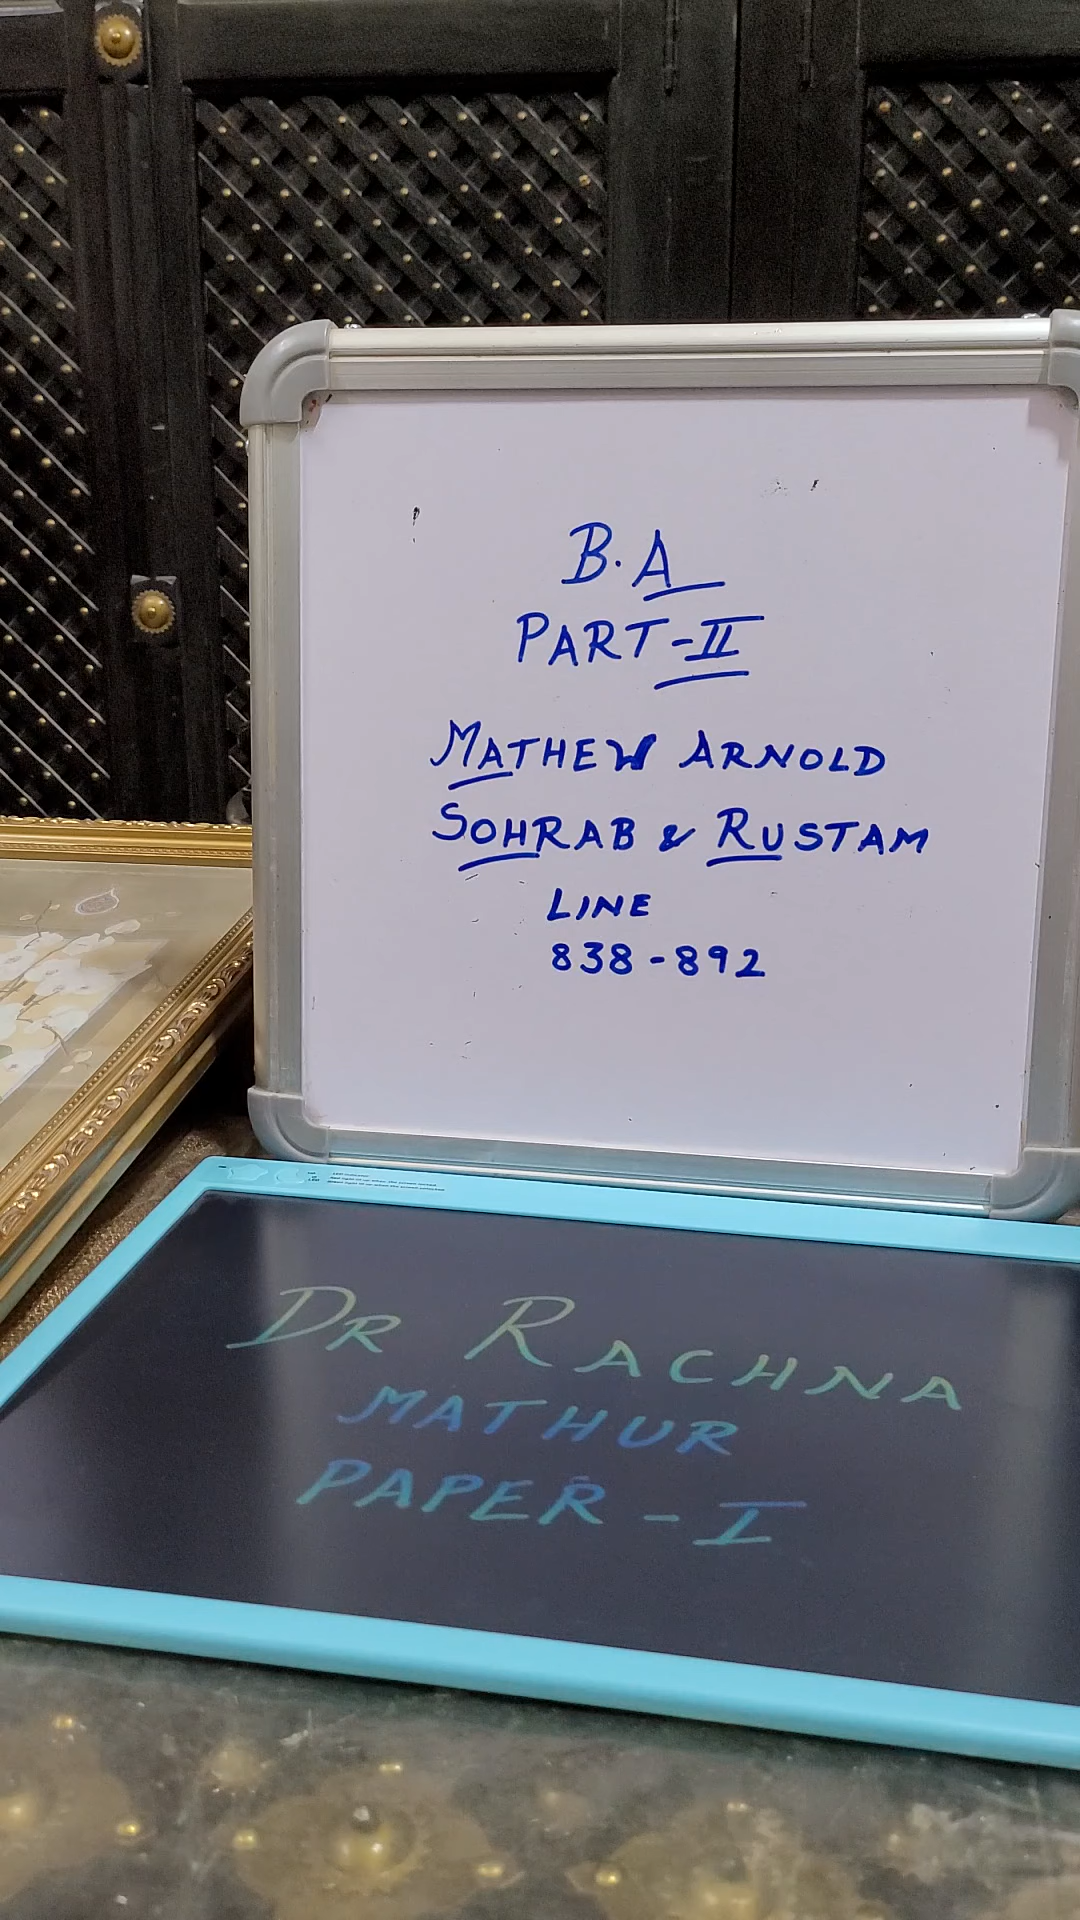 B.A
PART-II
MATHEW ARNOLD
SOHRAB & RUSTAM
LINE
838-892
DR RACHNA
MATHUR
PAPER-I